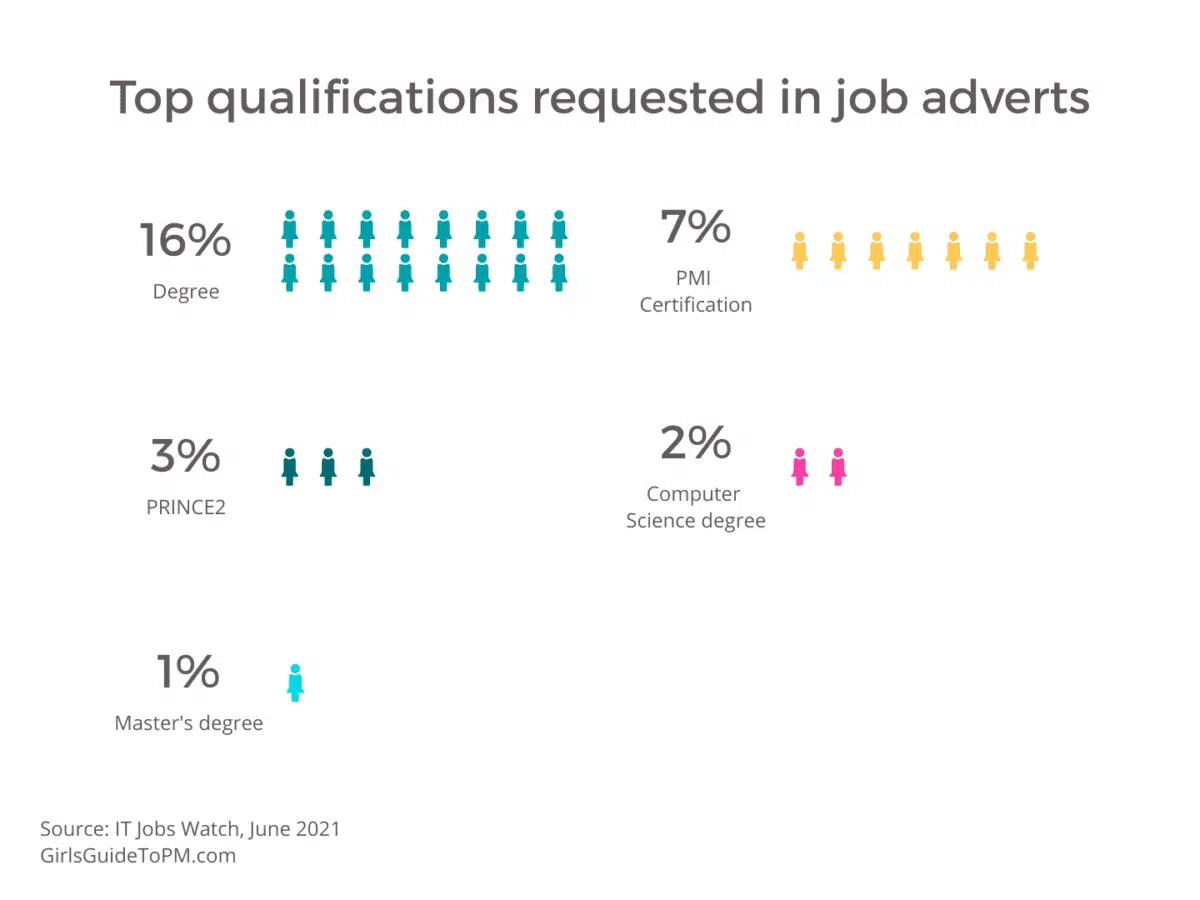 Top qualifications requested in job adverts
16%
Degree
7%
PMI
Certification
3%
PRINCE2
2%
Computer
Science degree
1%
Master's degree
Source: IT Jobs Watch, June 2021
GirlsGuideToPM.com